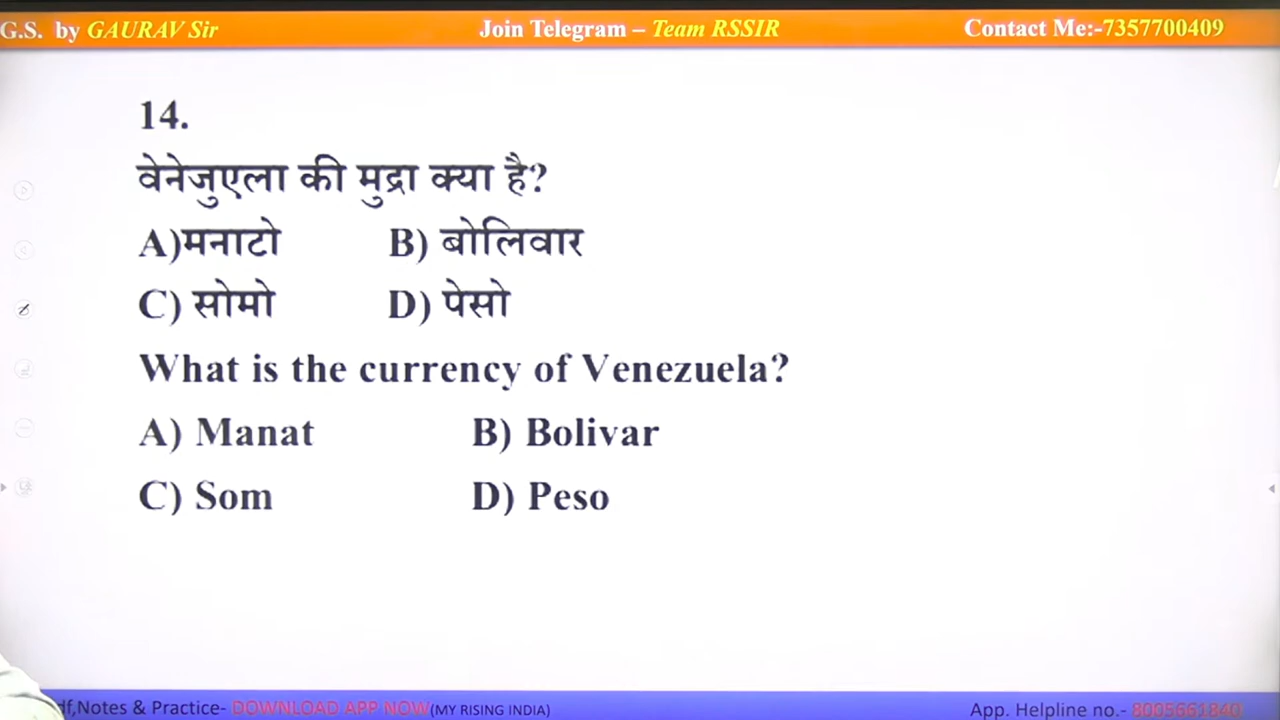 G.S. by GAURAV Sir Join Telegram – Team RSSIR Contact Me:-7357700409
14.
वेनेजुएला की मुद्रा क्या है?
A)मनाटो B) बोलिवार
C) सोमो D) पेसो
What is the currency of Venezuela?
A) Manat B) Bolivar
C) Som D) Peso
df,Notes & Practice- DOWNLOAD APP NOW(MY RISING INDIA) App. Helpline no.- 8005661840